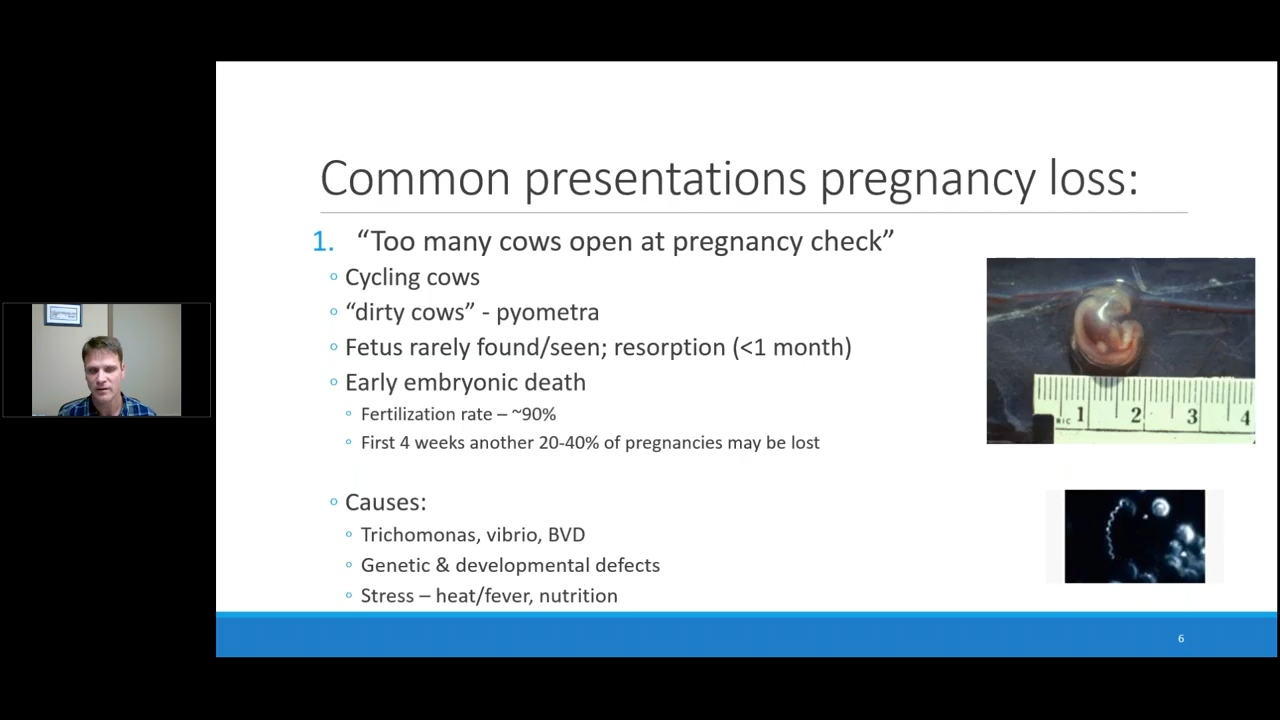 Common presentations pregnancy loss:
1. “Too many cows open at pregnancy check”
◦ Cycling cows
◦ “dirty cows” - pyometra
◦ Fetus rarely found/seen; resorption (<1 month)
◦ Early embryonic death
◦ Fertilization rate – ~90%
◦ First 4 weeks another 20-40% of pregnancies may be lost
1 2 3 4
◦ Causes:
◦ Trichomonas, vibrio, BVD
◦ Genetic & developmental defects
◦ Stress – heat/fever, nutrition
6